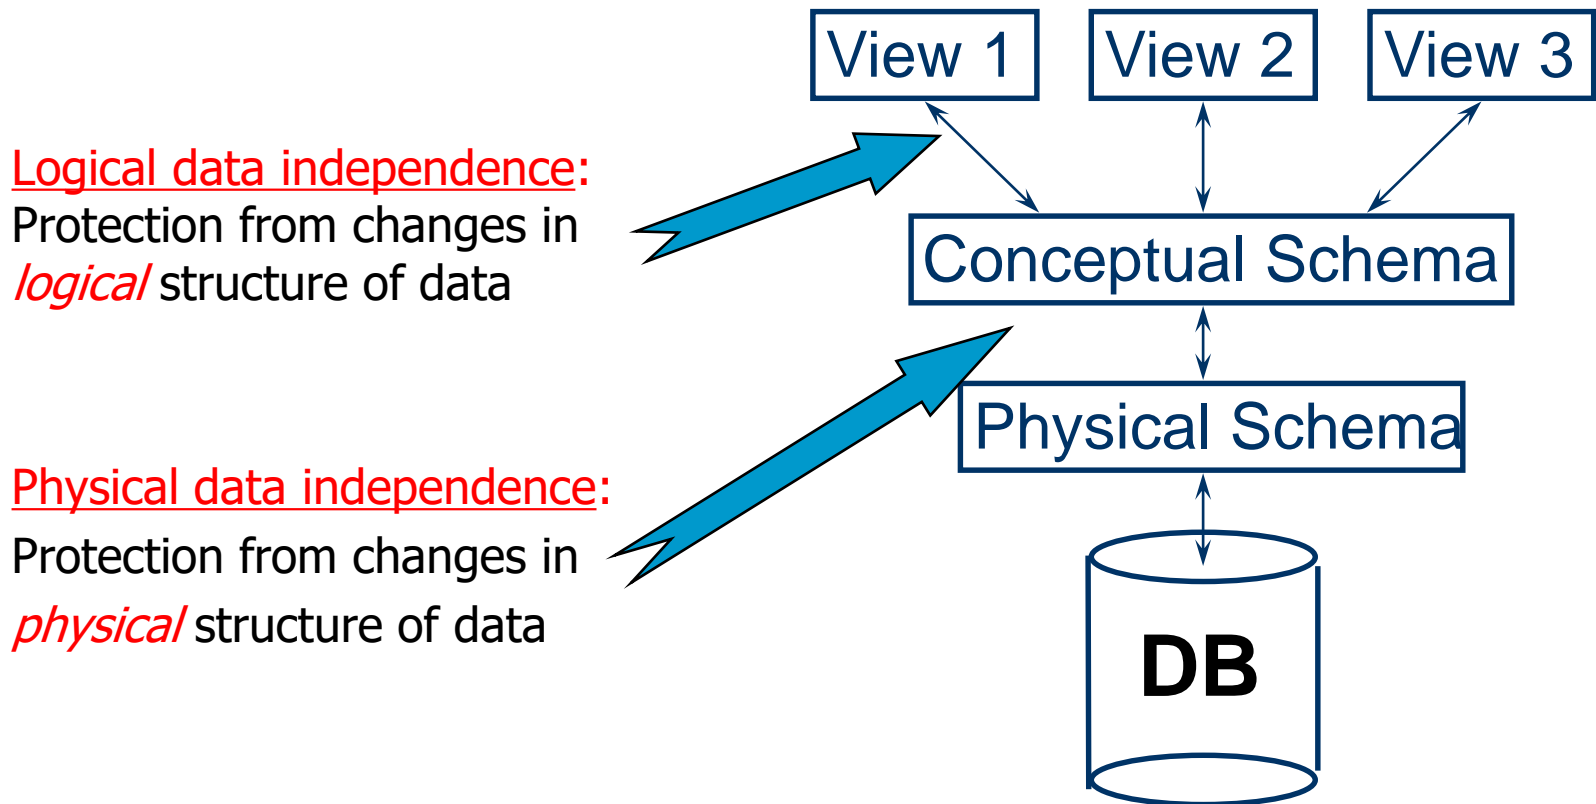 View 1
View 2
View 3
Logical data independence:
Protection from changes in
logical structure of data
Conceptual Schema
Physical Schema
Physical data independence:
Protection from changes in
physical structure of data
DB